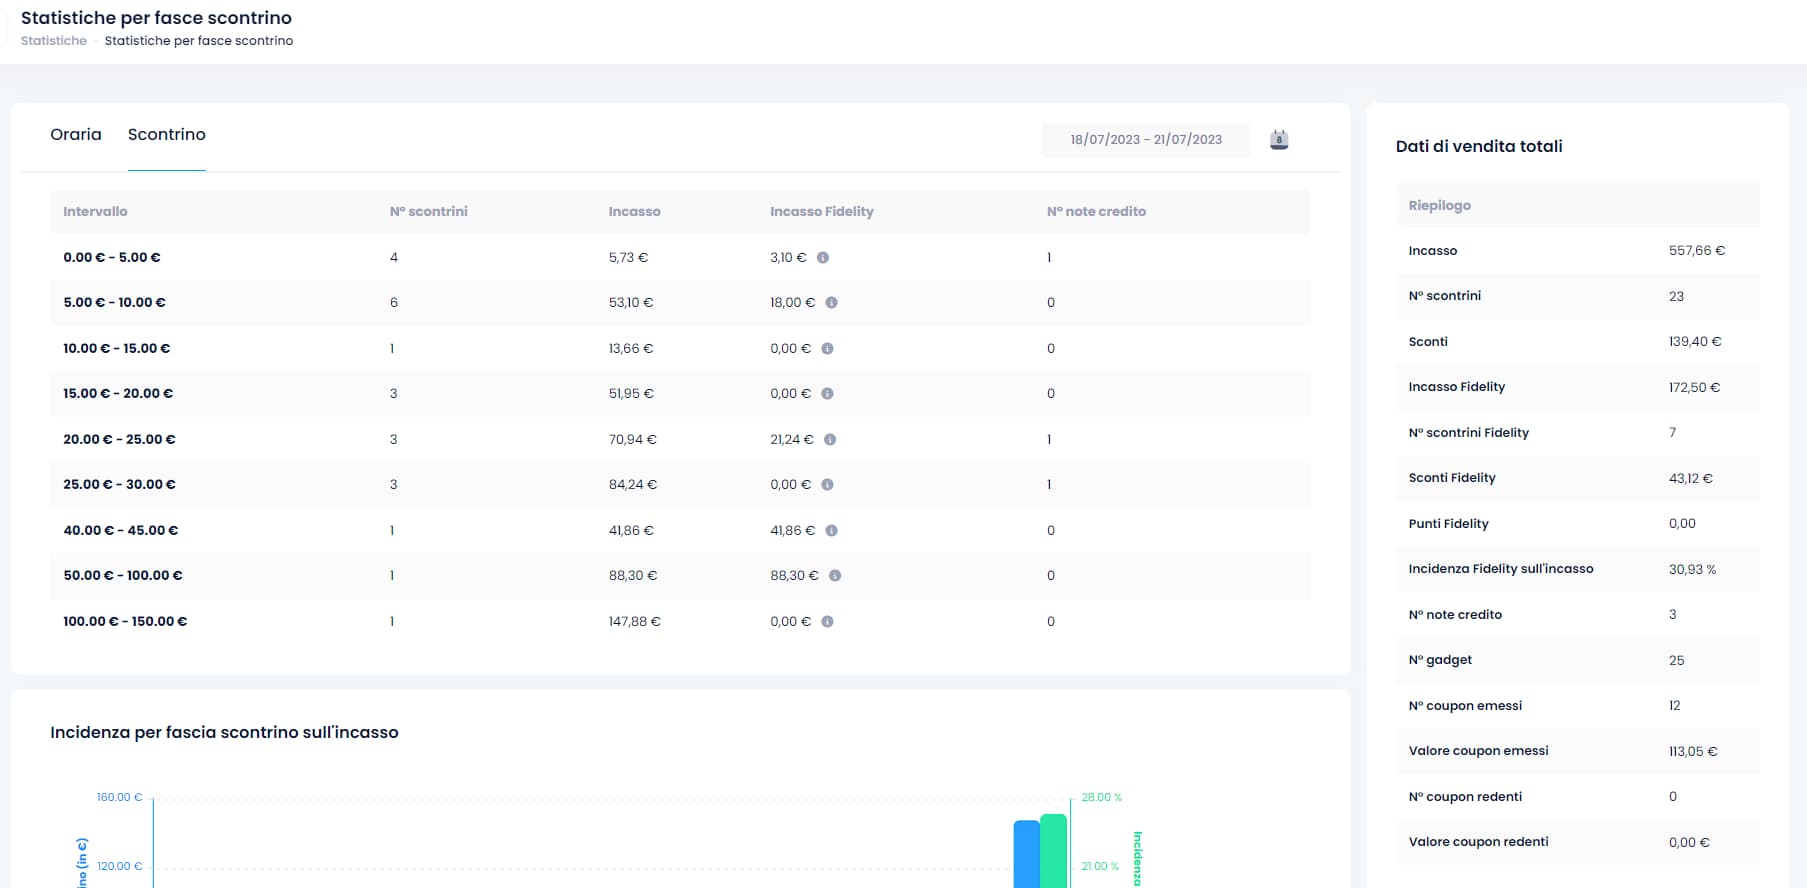 Statistiche per fasce scontrino
Statistiche - Statistiche per fasce scontrino
Oraria Scontrino 18/07/2023 - 21/07/2023 8
Intervallo N° scontrini Incasso Incasso Fidelity N° note credito
0.00 € - 5.00 € 4 5,73 € 3,10 € 1
5.00 € - 10.00 € 6 53,10 € 18,00 € 0
10.00 € - 15.00 € 1 13,66 € 0,00 € 0
15.00 € - 20.00 € 3 51,95 € 0,00 € 0
20.00 € - 25.00 € 3 70,94 € 21,24 € 1
25.00 € - 30.00 € 3 84,24 € 0,00 € 1
40.00 € - 45.00 € 1 41,86 € 41,86 € 0
50.00 € - 100.00 € 1 88,30 € 88,30 € 0
100.00 € - 150.00 € 1 147,88 € 0,00 € 0
Incidenza per fascia scontrino sull'incasso
160.00 € 28.00 %
120.00 € 21.00 %
(in €)
Incidenza
Dati di vendita totali
Riepilogo
Incasso 557,66 €
N° scontrini 23
Sconti 139,40 €
Incasso Fidelity 172,50 €
N° scontrini Fidelity 7
Sconti Fidelity 43,12 €
Punti Fidelity 0,00
Incidenza Fidelity sull'incasso 30,93 %
N° note credito 3
N° gadget 25
N° coupon emessi 12
Valore coupon emessi 113,05 €
N° coupon redenti 0
Valore coupon redenti 0,00 €